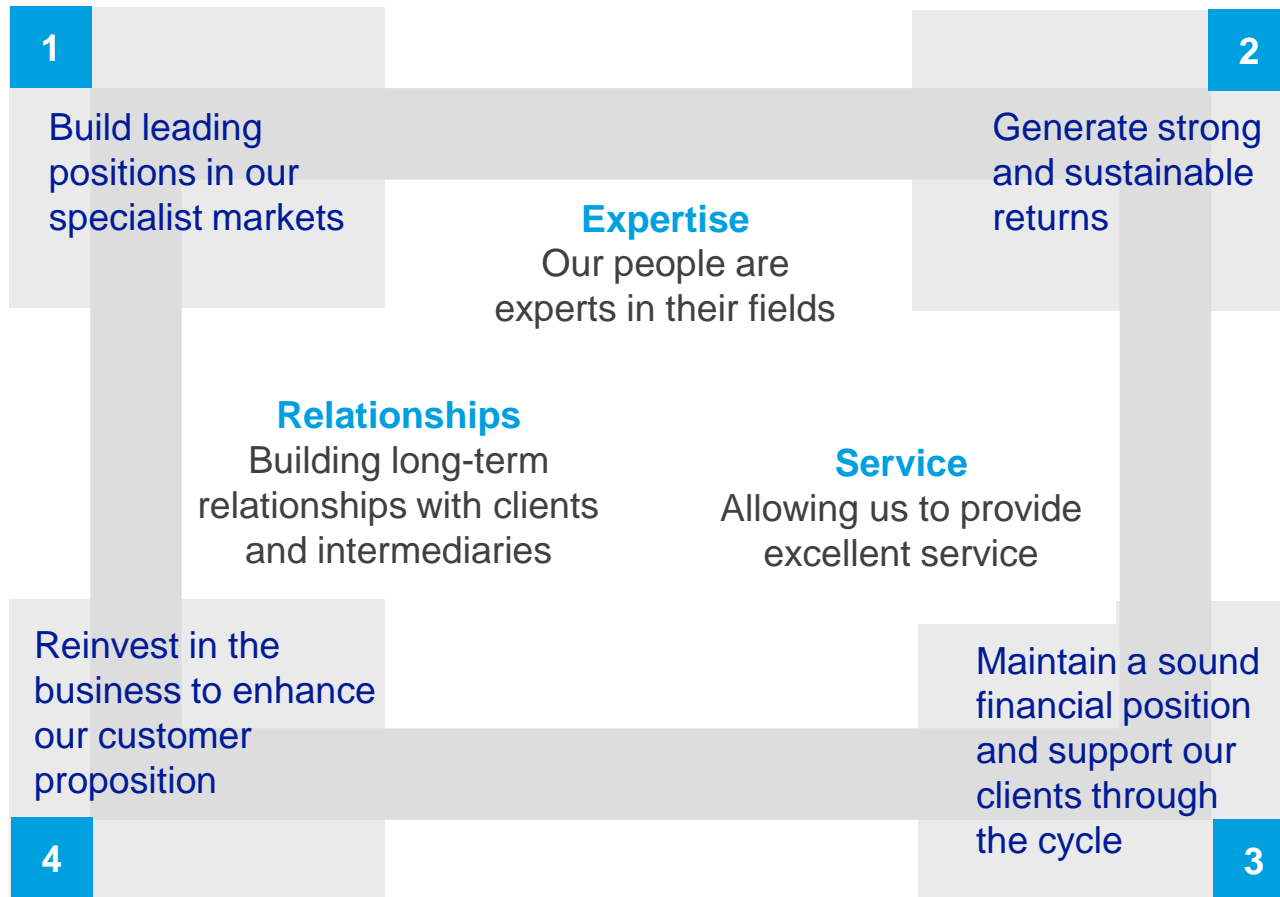 1
Build leading
positions in our
specialist markets
2
Generate strong
and sustainable
returns
Expertise
Our people are
experts in their fields
Relationships
Building long-term
relationships with clients
and intermediaries
Service
Allowing us to provide
excellent service
Reinvest in the
business to enhance
our customer
proposition
4
Maintain a sound
financial position
and support our
clients through
the cycle
3